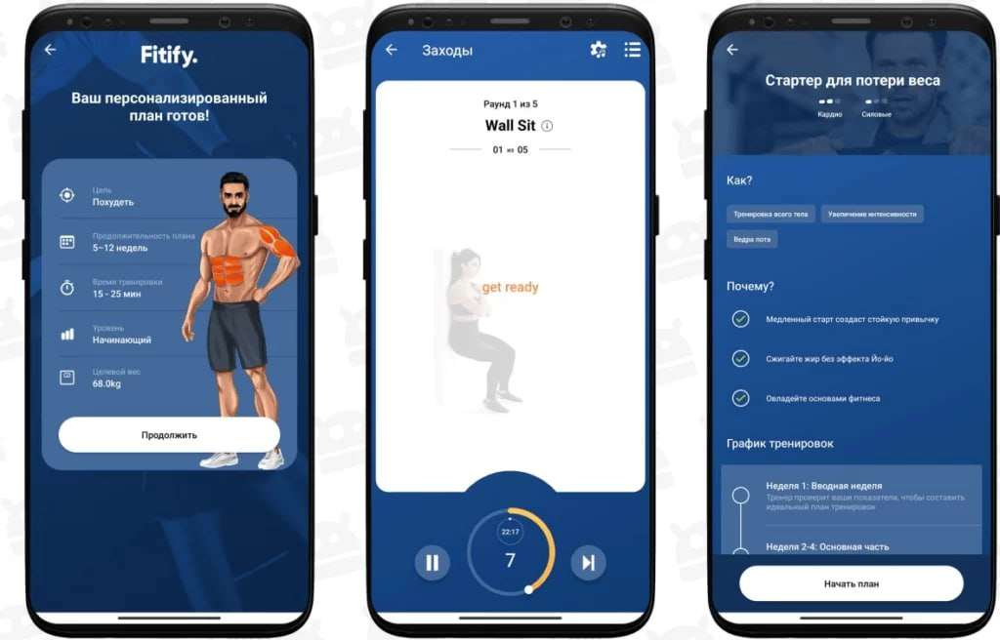 Fitify.
Ваш персонализированный
план готов!
Цель
Похудеть
Продолжительность плана
5–12 недель
Время тренировки
15 - 25 мин
Уровень
Начинающий
Целевой вес
68.0kg
Продолжить
Заходы
Раунд 1 из 5
Wall Sit
01 из 05
get ready
22:17
7
Стартер для потери веса
Кардио
Силовые
Как?
Тренировка всего тела
Увеличение интенсивности
Ведра пота
Почему?
Медленный старт создаст стойкую привычку
Сжигайте жир без эффекта Йо-йо
Овладейте основами фитнеса
График тренировок
Неделя 1: Вводная неделя
Тренер проверит ваши показатели, чтобы составить
идеальный план тренировок
Неделя 2-4: Основная часть
Начать план